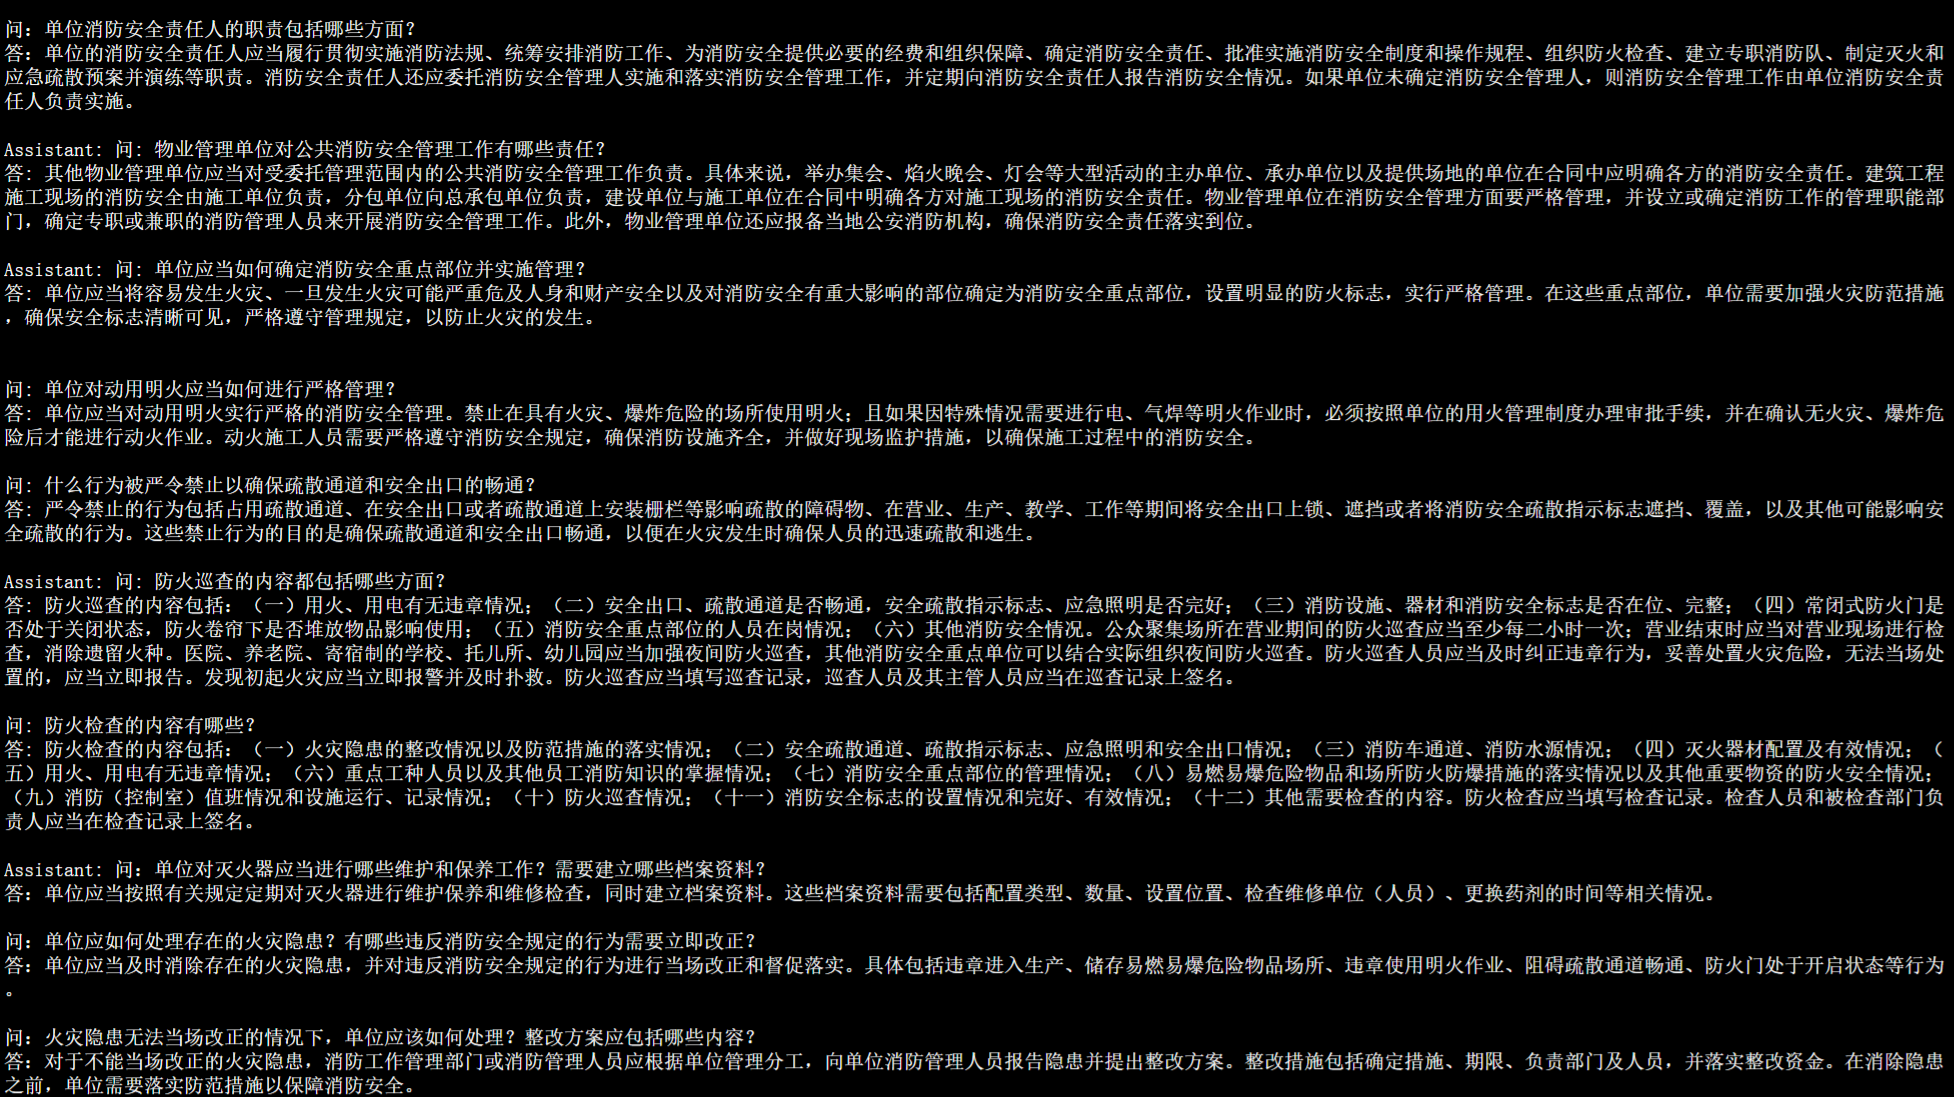 问: 单位消防安全责任人的职责包括哪些方面?
答: 单位的消防安全责任人应当履行贯彻实施消防法规、统筹安排消防工作、为消防安全提供必要的经费和组织保障、确定消防安全责任、批准实施消防安全制度和操作规程、组织防火检查、建立专职消防队、制定灭火和
应急疏散预案并演练等职责。消防安全责任人还应委托消防安全管理人实施和落实消防安全管理工作，并定期向消防安全责任人报告消防安全情况。如果单位未确定消防安全管理人，则消防安全管理工作由单位消防安全责
任人负责实施。
Assistant: 问: 物业管理单位对公共消防安全管理工作有哪些责任?
答: 其他物业管理单位应当对受委托管理范围内的公共消防安全管理工作负责。具体来说，举办集会、焰火晚会、灯会等大型活动的主办单位、承办单位以及提供场地的单位在合同中应明确各方的消防安全责任。建筑工程
施工现场的消防安全由施工单位负责，分包单位向总承包单位负责，建设单位与施工单位在合同中明确各方对施工现场的消防安全责任。物业管理单位在消防安全管理方面要严格管理，并设立或确定消防工作的管理职能部
门，确定专职或兼职的消防管理人员来开展消防安全管理工作。此外，物业管理单位还应报备当地公安消防机构，确保消防安全责任落实到位。
Assistant: 问: 单位应当如何确定消防安全重点部位并实施管理?
答: 单位应当将容易发生火灾、一旦发生火灾可能严重危及人身和财产安全以及对消防安全有重大影响的部位确定为消防安全重点部位，设置明显的防火标志，实行严格管理。在这些重点部位，单位需要加强火灾防范措施
，确保安全标志清晰可见，严格遵守管理规定，以防止火灾的发生。
问: 单位对动用明火应当如何进行严格管理?
答: 单位应当对动用明火实行严格的消防安全管理。禁止在具有火灾、爆炸危险的场所使用明火；且如果因特殊情况需要进行电、气焊等明火作业时，必须按照单位的用火管理制度办理审批手续，并在确认无火灾、爆炸危
险后才能进行动火作业。动火施工人员需要严格遵守消防安全规定，确保消防设施齐全，并做好现场监护措施，以确保施工过程中的消防安全。
问: 什么行为被严令禁止以确保疏散通道和安全出口的畅通?
答: 严令禁止的行为包括占用疏散通道、在安全出口或者疏散通道上安装栅栏等影响疏散的障碍物、在营业、生产、教学、工作等期间将安全出口上锁、遮挡或者将消防安全疏散指示标志遮挡、覆盖，以及其他可能影响安
全疏散的行为。这些禁止行为的目的是确保疏散通道和安全出口畅通，以便在火灾发生时确保人员的迅速疏散和逃生。
Assistant: 问: 防火巡查的内容都包括哪些方面?
答: 防火巡查的内容包括: （一）用火、用电有无违章情况；（二）安全出口、疏散通道是否畅通，安全疏散指示标志、应急照明是否完好；（三）消防设施、器材和消防安全标志是否在位、完整；（四）常闭式防火门是
否处于关闭状态，防火卷帘下是否堆放物品影响使用；（五）消防安全重点部位的人员在岗情况；（六）其他消防安全情况。公众聚集场所在营业期间的防火巡查应当至少每二小时一次；营业结束时应当对营业现场进行检
查，消除遗留火种。医院、养老院、寄宿制的学校、托儿所、幼儿园应当加强夜间防火巡查，其他消防安全重点单位可以结合实际组织夜间防火巡查。防火巡查人员应当及时纠正违章行为，妥善处置火灾危险，无法当场处
置的，应当立即报告。发现初起火灾应当立即报警并及时扑救。防火巡查应当填写巡查记录，巡查人员及其主管人员应当在巡查记录上签名。
问: 防火检查的内容有哪些?
答: 防火检查的内容包括: （一）火灾隐患的整改情况以及防范措施的落实情况；（二）安全疏散通道、疏散指示标志、应急照明和安全出口情况；（三）消防车通道、消防水源情况；（四）灭火器材配置及有效情况；（
五）用火、用电有无违章情况；（六）重点工种人员以及其他员工消防知识的掌握情况；（七）消防安全重点部位的管理情况；（八）易燃易爆危险物品和场所防火防爆措施的落实情况以及其他重要物资的防火安全情况；
（九）消防（控制室）值班情况和设施运行、记录情况；（十）防火巡查情况；（十一）消防安全标志的设置情况和完好、有效情况；（十二）其他需要检查的内容。防火检查应当填写检查记录。检查人员和被检查部门负
责人应当在检查记录上签名。
Assistant: 问: 单位对灭火器应当进行哪些维护和保养工作? 需要建立哪些档案资料?
答: 单位应当按照有关规定定期对灭火器进行维护保养和维修检查，同时建立档案资料。这些档案资料需要包括配置类型、数量、设置位置、检查维修单位（人员）、更换药剂的时间等相关情况。
问: 单位应如何处理存在的火灾隐患? 有哪些违反消防安全规定的行为需要立即改正?
答: 单位应当及时消除存在的火灾隐患，并对违反消防安全规定的行为进行当场改正和督促落实。具体包括违章进入生产、储存易燃易爆危险物品场所、违章使用明火作业、阻碍疏散通道畅通、防火门处于开启状态等行为
。
问: 火灾隐患无法当场改正的情况下，单位应该如何处理? 整改方案应包括哪些内容?
答: 对于不能当场改正的火灾隐患，消防工作管理部门或消防管理人员应根据单位管理分工，向单位消防管理人员报告隐患并提出整改方案。整改措施包括确定措施、期限、负责部门及人员，并落实整改资金。在消除隐患
之前，单位需要落实防范措施以保障消防安全。